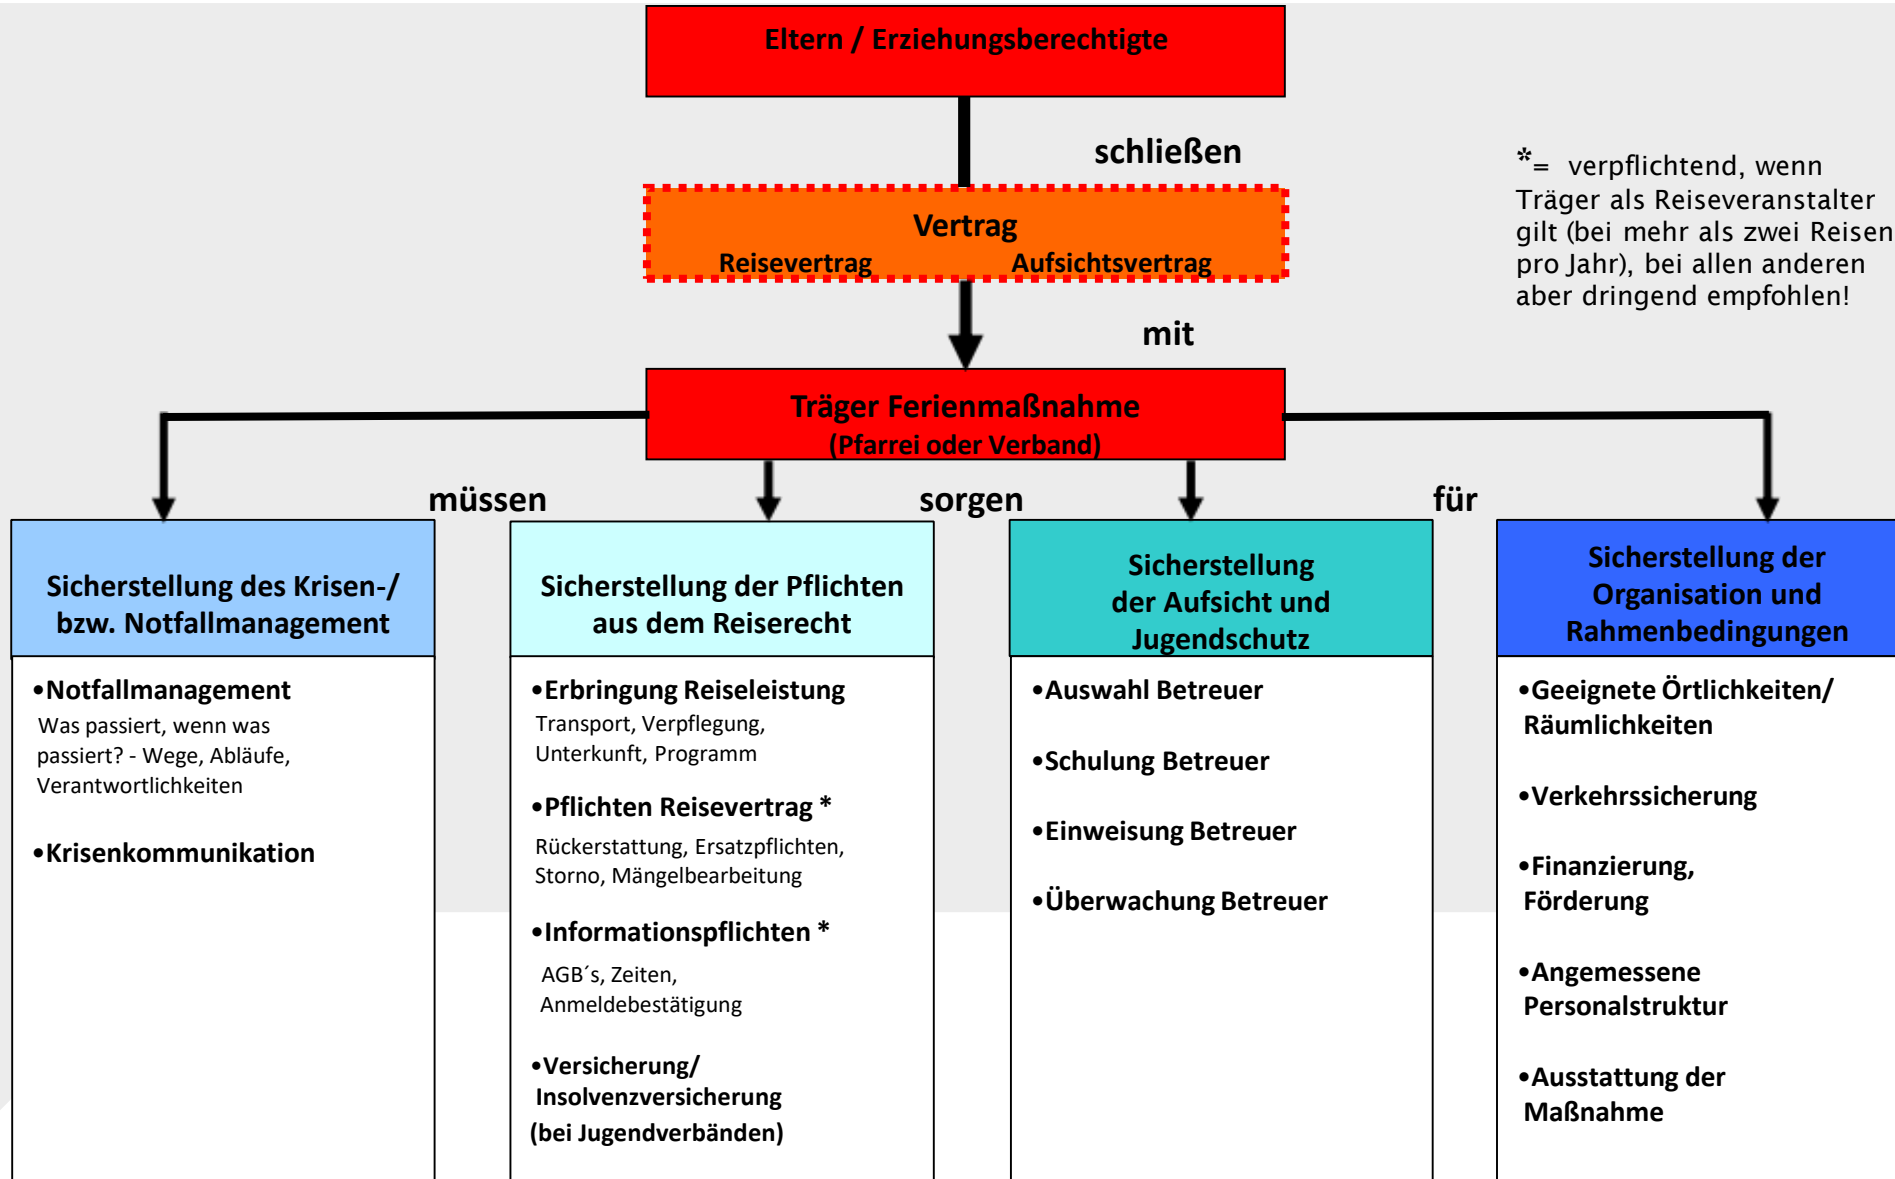 Eltern / Erziehungsberechtigte
schließen
*= verpflichtend, wenn
Träger als Reiseveranstalter
gilt (bei mehr als zwei Reisen
pro Jahr), bei allen anderen
aber dringend empfohlen!
Vertrag
Reisevertrag Aufsichtsvertrag
mit
Träger Ferienmaßnahme
(Pfarrei oder Verband)
müssen sorgen für
Sicherstellung des Krisen-/
bzw. Notfallmanagement
•Notfallmanagement
Was passiert, wenn was
passiert? - Wege, Abläufe,
Verantwortlichkeiten
•Krisenkommunikation
Sicherstellung der Pflichten
aus dem Reiserecht
•Erbringung Reiseleistung
Transport, Verpflegung,
Unterkunft, Programm
•Pflichten Reisevertrag *
Rückerstattung, Ersatzpflichten,
Storno, Mängelbearbeitung
•Informationspflichten *
AGB´s, Zeiten,
Anmeldebestätigung
•Versicherung/
Insolvenzversicherung
(bei Jugendverbänden)
Sicherstellung
der Aufsicht und
Jugendschutz
•Auswahl Betreuer
•Schulung Betreuer
•Einweisung Betreuer
•Überwachung Betreuer
Sicherstellung der
Organisation und
Rahmenbedingungen
•Geeignete Örtlichkeiten/
Räumlichkeiten
•Verkehrssicherung
•Finanzierung,
Förderung
•Angemessene
Personalstruktur
•Ausstattung der
Maßnahme